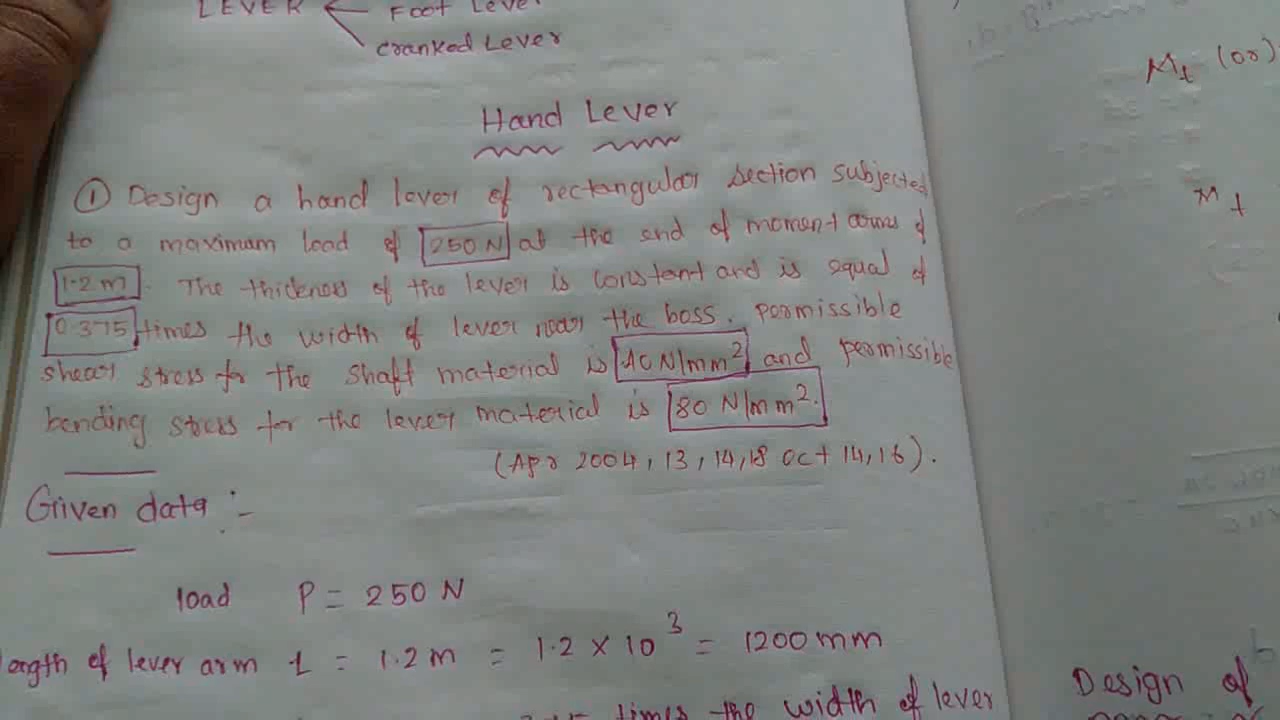 LEVER Foot Lever
Cranked Lever
Hand Lever
① Design a hand lever of rectangular section subjected
to a maximam load of 250 N at the end of moment arms of
1.2 m. The thickness of the lever is constant and is equal of
0.375 times the width of lever near the boss. permissible
shear stress for the shaft material is 40 N/mm² and permissible
bending stress for the lever material is 80 N/mm².
(Apr 2004, 13, 14, 18 Oct 14, 16).
Given data :-
load P = 250 N
length of lever arm L = 1.2 m = 1.2 × 10³ = 1200 mm
times the width of lever
Mt (or)
Mt
Design of